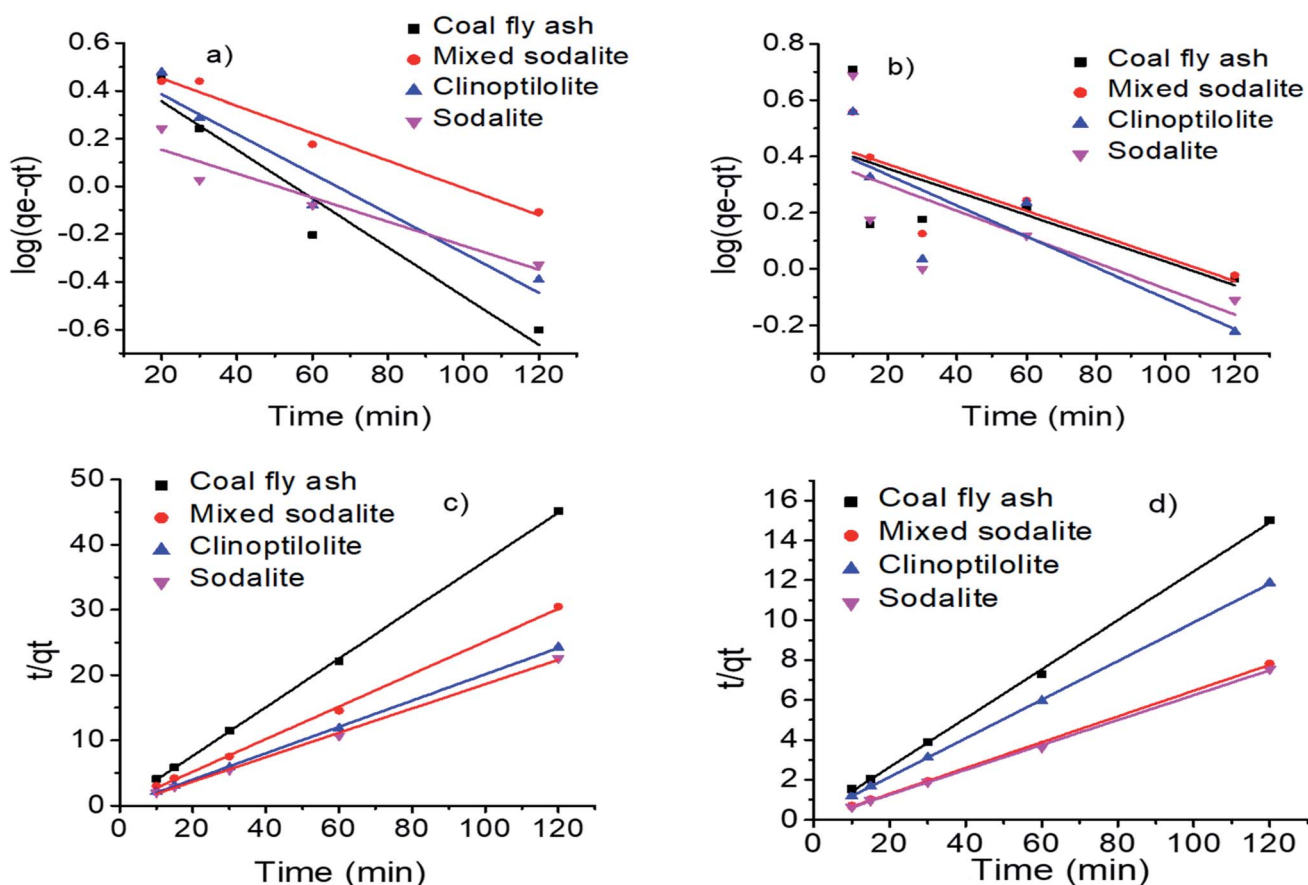 a)
Coal fly ash
Mixed sodalite
Clinoptilolite
Sodalite
log(qe-qt)
0.6
0.4
0.2
0.0
-0.2
-0.4
-0.6
20 40 60 80 100 120
Time (min)
b)
Coal fly ash
Mixed sodalite
Clinoptilolite
Sodalite
log(qe-qt)
0.8
0.6
0.4
0.2
0.0
-0.2
0 20 40 60 80 100 120
Time (min)
c)
Coal fly ash
Mixed sodalite
Clinoptilolite
Sodalite
t/qt
50
40
30
20
10
0
0 20 40 60 80 100 120
Time (min)
d)
Coal fly ash
Mixed sodalite
Clinoptilolite
Sodalite
t/qt
16
14
12
10
8
6
4
2
0
0 20 40 60 80 100 120
Time (min)